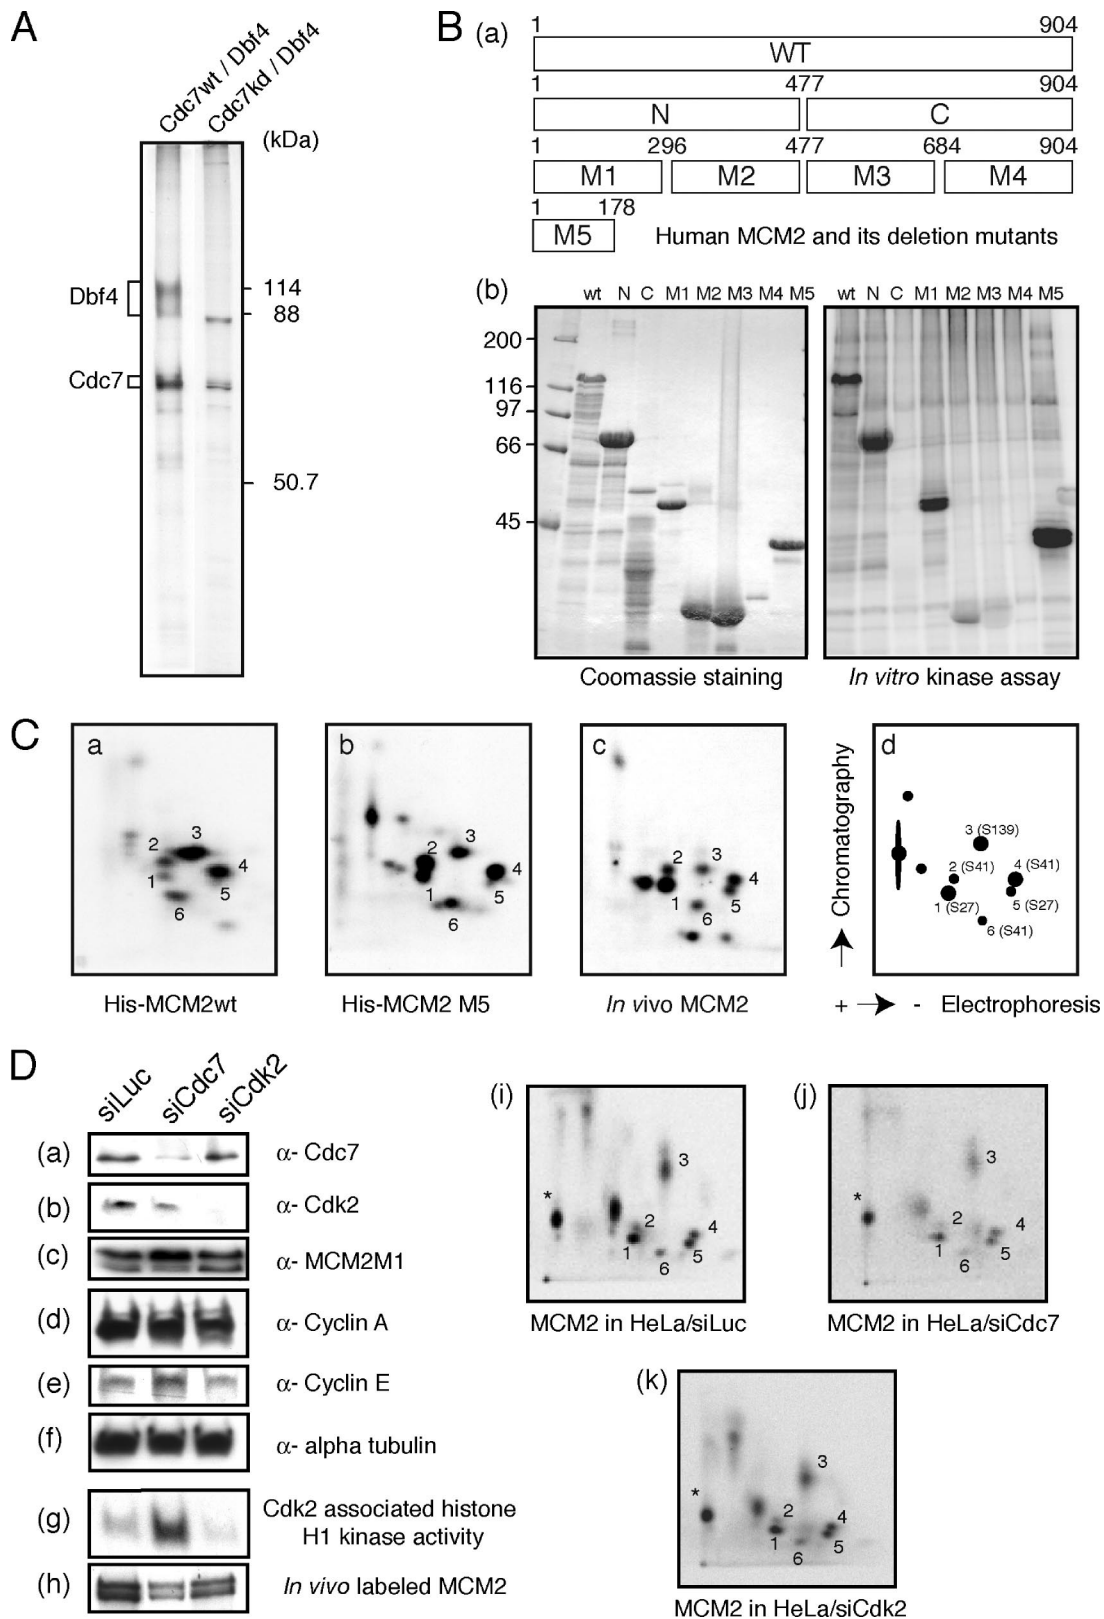 A
Cdc7wt / Dbf4
Cdc7kd / Dbf4
(kDa)
Dbf4
114
88
Cdc7
50.7
B
(a)
1 904
WT
1 477 904
N C
1 296 477 684 904
M1 M2 M3 M4
1 178
M5
Human MCM2 and its deletion mutants
(b)
wt N C M1 M2 M3 M4 M5
wt N C M1 M2 M3 M4 M5
200
116
97
66
45
Coomassie staining
In vitro kinase assay
C
a
2
3
1
4
5
6
His-MCM2wt
b
2
3
4
1
5
6
His-MCM2 M5
c
2
3
4
1
5
6
In vivo MCM2
Chromatography
d
3 (S139)
2 (S41)
4 (S41)
1 (S27)
5 (S27)
6 (S41)
+ - Electrophoresis
D
siLuc
siCdc7
siCdk2
(a)
α- Cdc7
(b)
α- Cdk2
(c)
α- MCM2M1
(d)
α- Cyclin A
(e)
α- Cyclin E
(f)
α- alpha tubulin
(g)
Cdk2 associated histone
H1 kinase activity
(h)
In vivo labeled MCM2
(i)
3
*
2
4
1
5
6
MCM2 in HeLa/siLuc
(j)
3
*
2
4
1
5
6
MCM2 in HeLa/siCdc7
(k)
3
*
2
4
1
5
6
MCM2 in HeLa/siCdk2